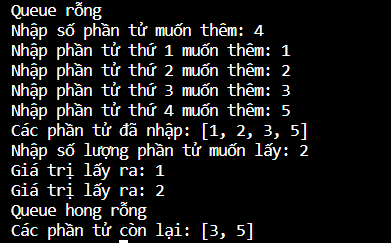 Queue rỗng
Nhập số phần tử muốn thêm: 4
Nhập phần tử thứ 1 muốn thêm: 1
Nhập phần tử thứ 2 muốn thêm: 2
Nhập phần tử thứ 3 muốn thêm: 3
Nhập phần tử thứ 4 muốn thêm: 5
Các phần tử đã nhập: [1, 2, 3, 5]
Nhập số lượng phần tử muốn lấy: 2
Giá trị lấy ra: 1
Giá trị lấy ra: 2
Queue hong rỗng
Các phần tử còn lại: [3, 5]